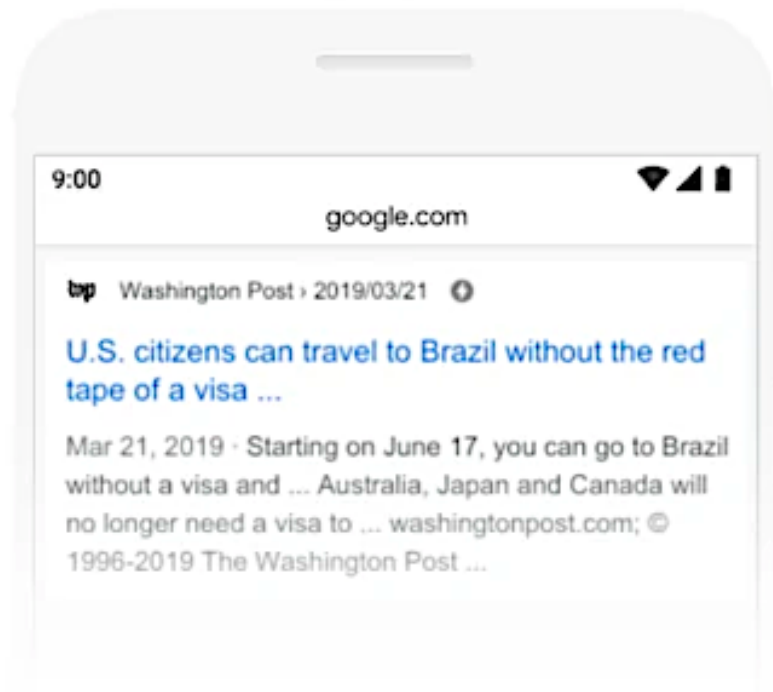 9:00
google.com
wp Washington Post › 2019/03/21
U.S. citizens can travel to Brazil without the red
tape of a visa ...
Mar 21, 2019 · Starting on June 17, you can go to Brazil
without a visa and ... Australia, Japan and Canada will
no longer need a visa to ... washingtonpost.com; ©
1996-2019 The Washington Post ...